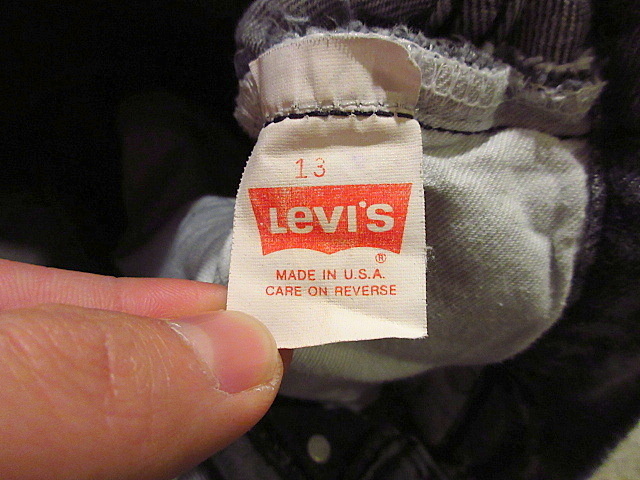 13
LEVI'S
®
MADE IN U.S.A.
CARE ON REVERSE